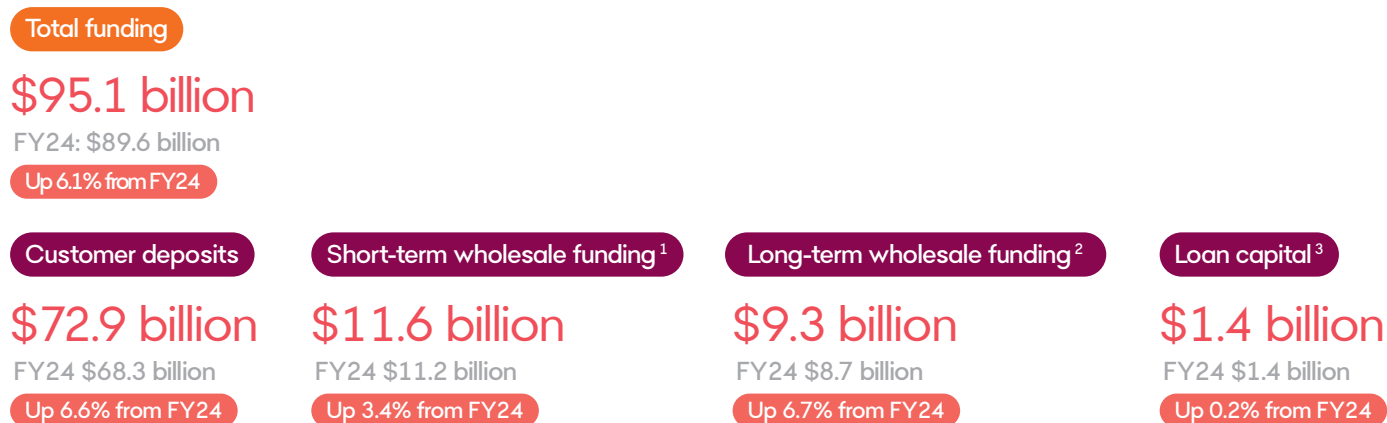 Total funding
$95.1 billion
FY24: $89.6 billion
Up 6.1% from FY24
Customer deposits
$72.9 billion
FY24 $68.3 billion
Up 6.6% from FY24
Short-term wholesale funding 1
$11.6 billion
FY24 $11.2 billion
Up 3.4% from FY24
Long-term wholesale funding 2
$9.3 billion
FY24 $8.7 billion
Up 6.7% from FY24
Loan capital 3
$1.4 billion
FY24 $1.4 billion
Up 0.2% from FY24